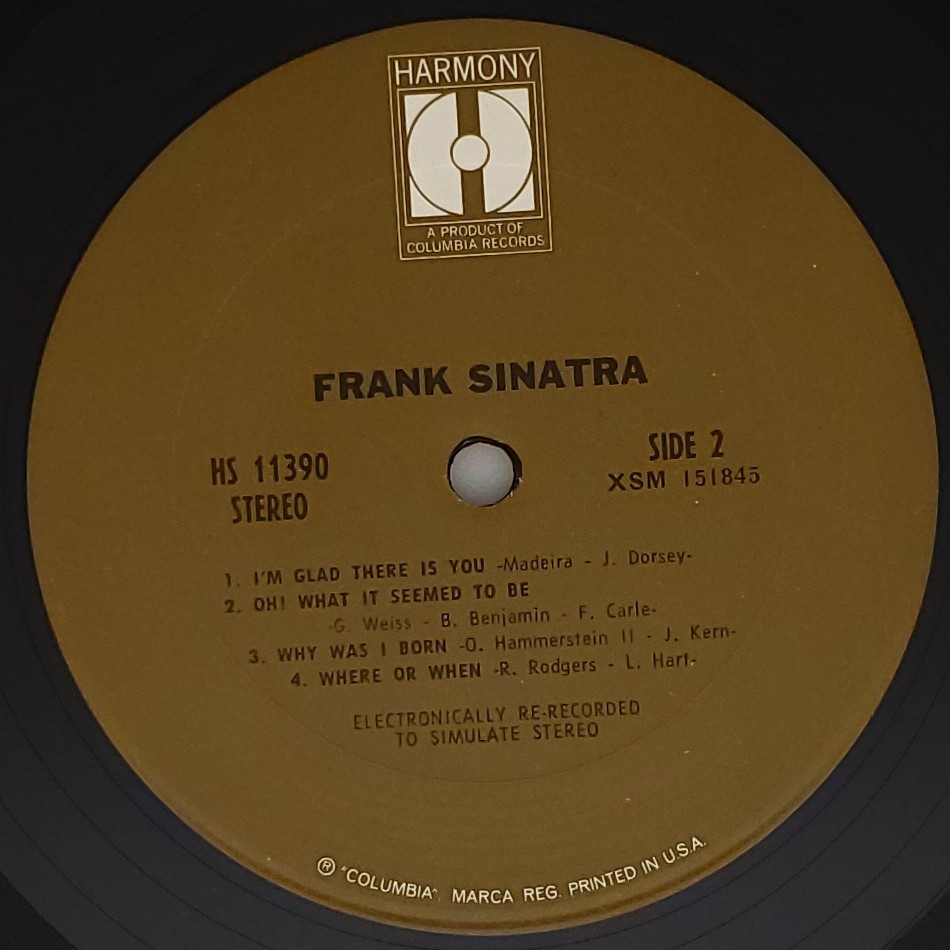 HARMONY
A PRODUCT OF
COLUMBIA RECORDS
FRANK SINATRA
HS 11390
STEREO
SIDE 2
XSM 151845
1. I'M GLAD THERE IS YOU -Madeira - J. Dorsey-
2. OH! WHAT IT SEEMED TO BE
-G. Weiss - B. Benjamin - F. Carle-
3. WHY WAS I BORN -O. Hammerstein II - J. Kern-
4. WHERE OR WHEN -R. Rodgers - L. Hart-
ELECTRONICALLY RE-RECORDED
TO SIMULATE STEREO
® "COLUMBIA", MARCA REG. PRINTED IN U.S.A.